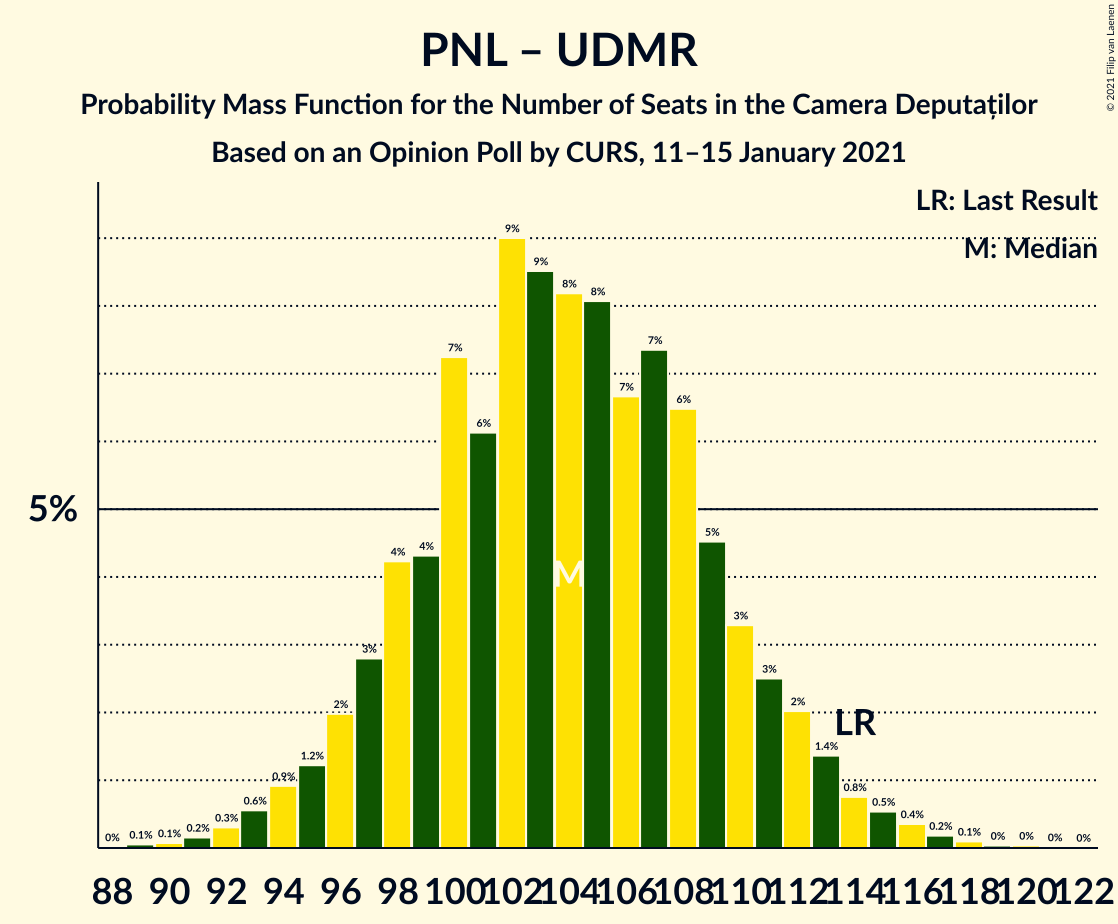 PNL – UDMR
Probability Mass Function for the Number of Seats in the Camera Deputaților
Based on an Opinion Poll by CURS, 11–15 January 2021
© 2021 Filip van Laenen
LR: Last Result
M: Median
5%
0% 0.1% 0.1% 0.2% 0.3% 0.6% 0.9% 1.2% 2% 3% 4% 4% 7% 6% 9% 9% 8% 8% 7% 7% 6% 5% 3% 3% 2% 1.4% 0.8% 0.5% 0.4% 0.2% 0.1% 0% 0% 0% 0%
M
LR
88 90 92 94 96 98 100 102 104 106 108 110 112 114 116 118 120 122